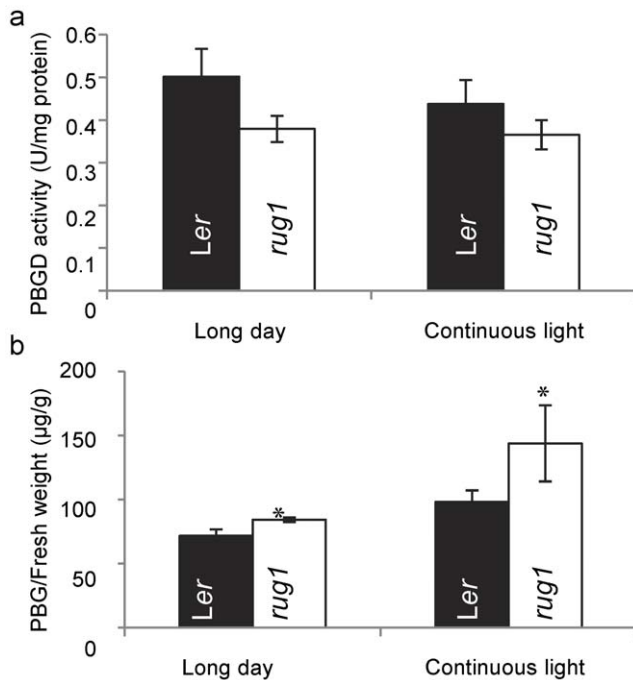 a
PBGD activity (U/mg protein)
0.6
0.5
0.4
0.3
0.2
0.1
0
Ler
rug1
Ler
rug1
Long day
Continuous light
b
PBG/Fresh weight (µg/g)
200
150
100
50
0
*
*
Ler
rug1
Ler
rug1
Long day
Continuous light